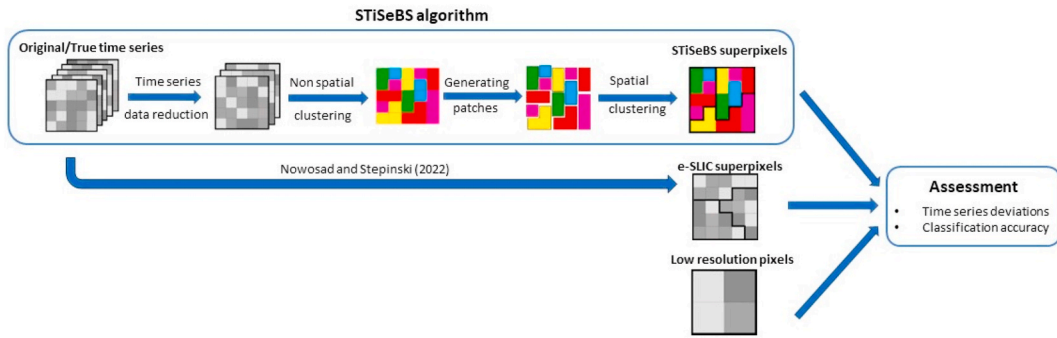 STiSeBS algorithm
Original/True time series
STiSeBS superpixels
Time series
data reduction
Non spatial
clustering
Generating
patches
Spatial
clustering
Nowosad and Stepinski (2022)
e-SLIC superpixels
Low resolution pixels
Assessment
• Time series deviations
• Classification accuracy